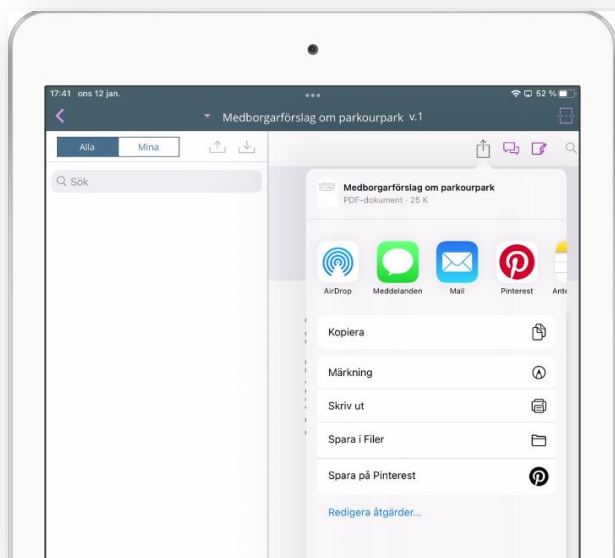 17:41 ons 12 jan.
52 %
Medborgarförslag om parkourpark v.1
Alla Mina
Sök
Medborgarförslag om parkourpark
PDF-dokument · 25 K
AirDrop Meddelanden Mail Pinterest Ante
Kopiera
Märkning
Skriv ut
Spara i Filer
Spara på Pinterest
Redigera åtgärder...